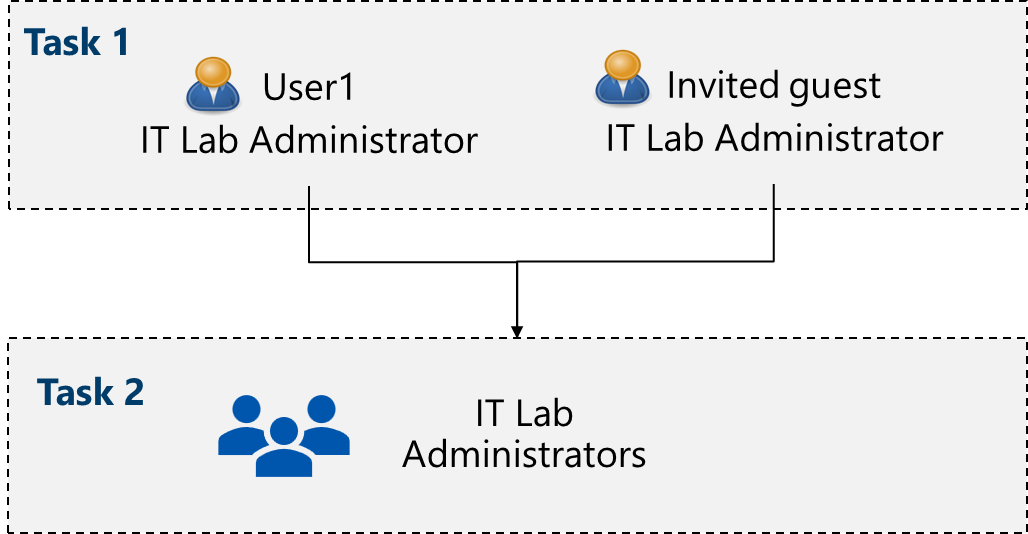 Task 1
User1
IT Lab Administrator
Invited guest
IT Lab Administrator
Task 2
IT Lab
Administrators